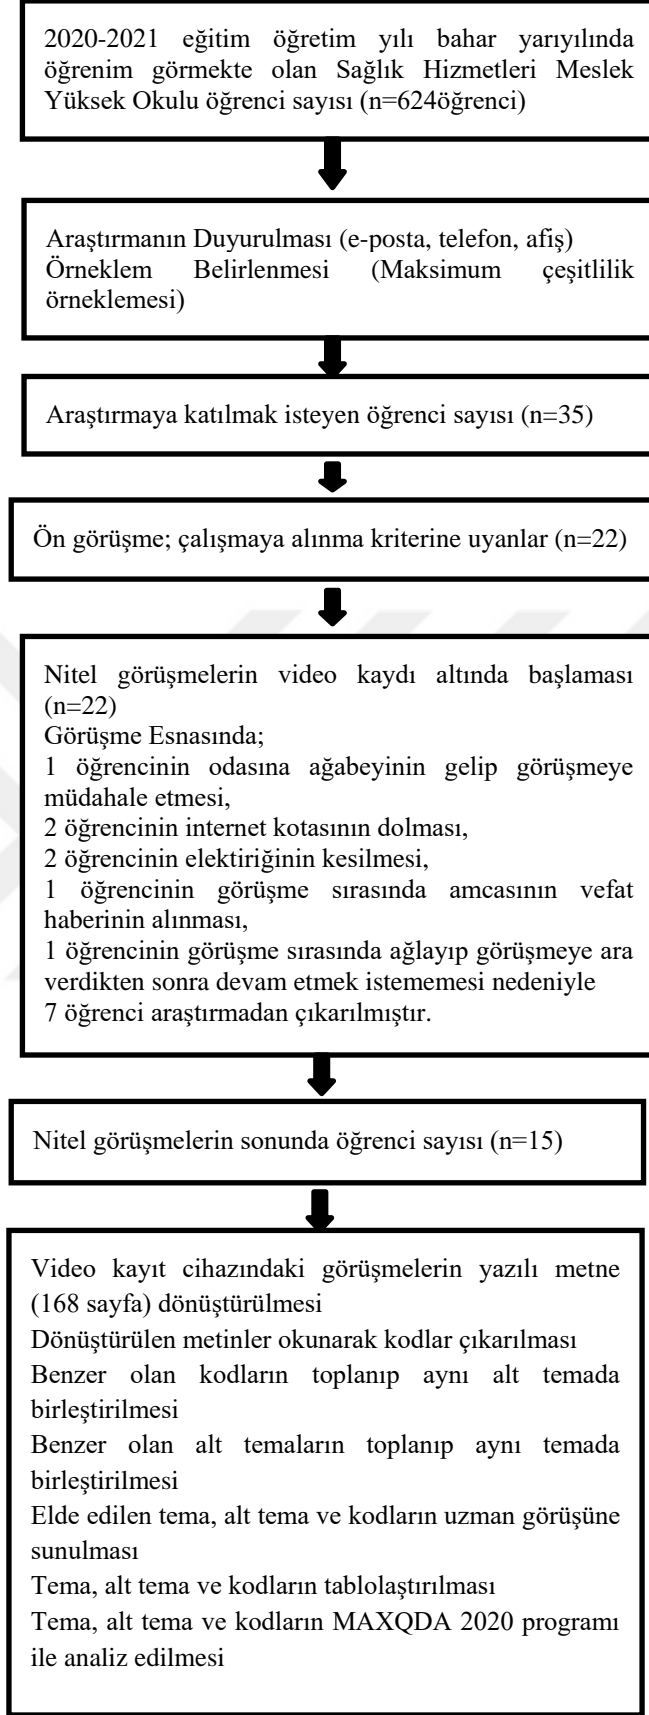 2020-2021 eğitim öğretim yılı bahar yarıyılında
öğrenim görmekte olan Sağlık Hizmetleri Meslek
Yüksek Okulu öğrenci sayısı (n=624öğrenci)
Araştırmanın Duyurulması (e-posta, telefon, afiş)
Örneklem Belirlenmesi (Maksimum çeşitlilik
örneklemesi)
Araştırmaya katılmak isteyen öğrenci sayısı (n=35)
Ön görüşme; çalışmaya alınma kriterine uyanlar (n=22)
Nitel görüşmelerin video kaydı altında başlaması
(n=22)
Görüşme Esnasında;
1 öğrencinin odasına ağabeyinin gelip görüşmeye
müdahale etmesi,
2 öğrencinin internet kotasının dolması,
2 öğrencinin elektiriğinin kesilmesi,
1 öğrencinin görüşme sırasında amcasının vefat
haberinin alınması,
1 öğrencinin görüşme sırasında ağlayıp görüşmeye ara
verdikten sonra devam etmek istememesi nedeniyle
7 öğrenci araştırmadan çıkarılmıştır.
Nitel görüşmelerin sonunda öğrenci sayısı (n=15)
Video kayıt cihazındaki görüşmelerin yazılı metne
(168 sayfa) dönüştürülmesi
Dönüştürülen metinler okunarak kodlar çıkarılması
Benzer olan kodların toplanıp aynı alt temada
birleştirilmesi
Benzer olan alt temaların toplanıp aynı temada
birleştirilmesi
Elde edilen tema, alt tema ve kodların uzman görüşüne
sunulması
Tema, alt tema ve kodların tablolaştırılması
Tema, alt tema ve kodların MAXQDA 2020 programı
ile analiz edilmesi